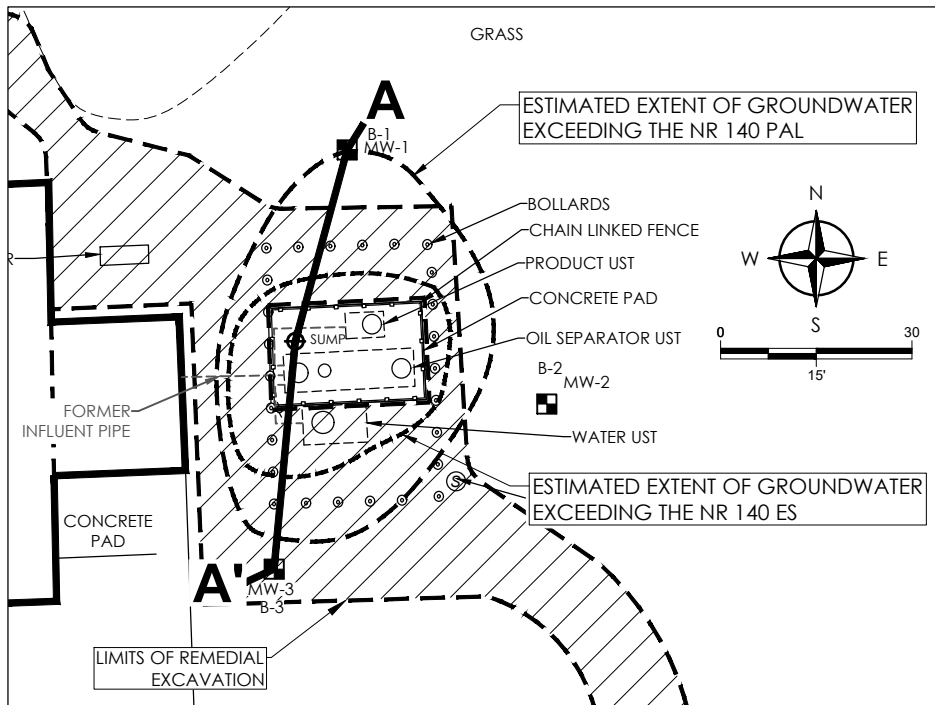 GRASS
A
B-1
MW-1
ESTIMATED EXTENT OF GROUNDWATER
EXCEEDING THE NR 140 PAL
N
W
E
S
BOLLARDS
CHAIN LINKED FENCE
PRODUCT UST
CONCRETE PAD
OIL SEPARATOR UST
R
SUMP
0
30
15'
B-2
MW-2
FORMER
INFLUENT PIPE
WATER UST
S
ESTIMATED EXTENT OF GROUNDWATER
EXCEEDING THE NR 140 ES
CONCRETE
PAD
A'
MW-3
B-3
LIMITS OF REMEDIAL
EXCAVATION